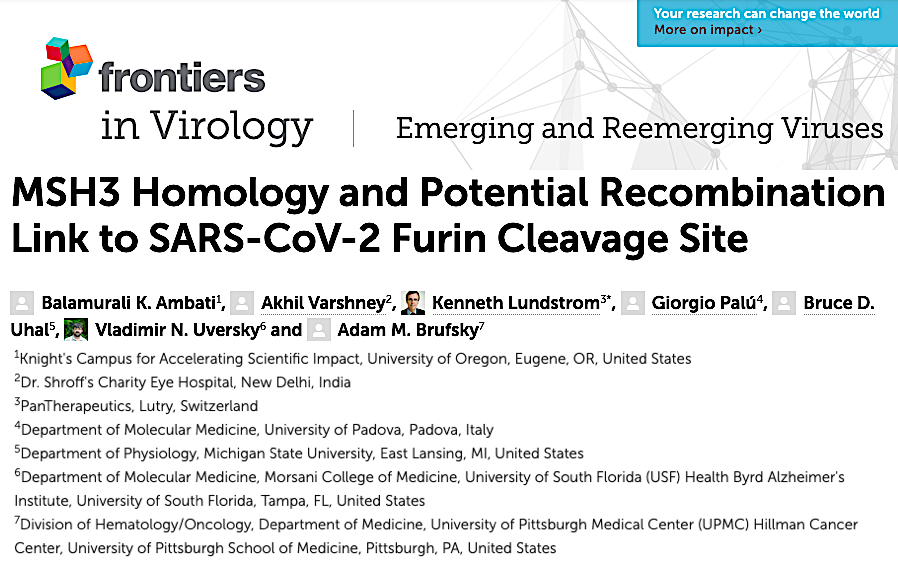 Your research can change the world
More on impact ›
frontiers
in Virology | Emerging and Reemerging Viruses
MSH3 Homology and Potential Recombination
Link to SARS-CoV-2 Furin Cleavage Site
Balamurali K. Ambati1, Akhil Varshney2, Kenneth Lundstrom3*, Giorgio Palú4, Bruce D.
Uhal5, Vladimir N. Uversky6 and Adam M. Brufsky7
1Knight's Campus for Accelerating Scientific Impact, University of Oregon, Eugene, OR, United States
2Dr. Shroff's Charity Eye Hospital, New Delhi, India
3PanTherapeutics, Lutry, Switzerland
4Department of Molecular Medicine, University of Padova, Padova, Italy
5Department of Physiology, Michigan State University, East Lansing, MI, United States
6Department of Molecular Medicine, Morsani College of Medicine, University of South Florida (USF) Health Byrd Alzheimer's
Institute, University of South Florida, Tampa, FL, United States
7Division of Hematology/Oncology, Department of Medicine, University of Pittsburgh Medical Center (UPMC) Hillman Cancer
Center, University of Pittsburgh School of Medicine, Pittsburgh, PA, United States